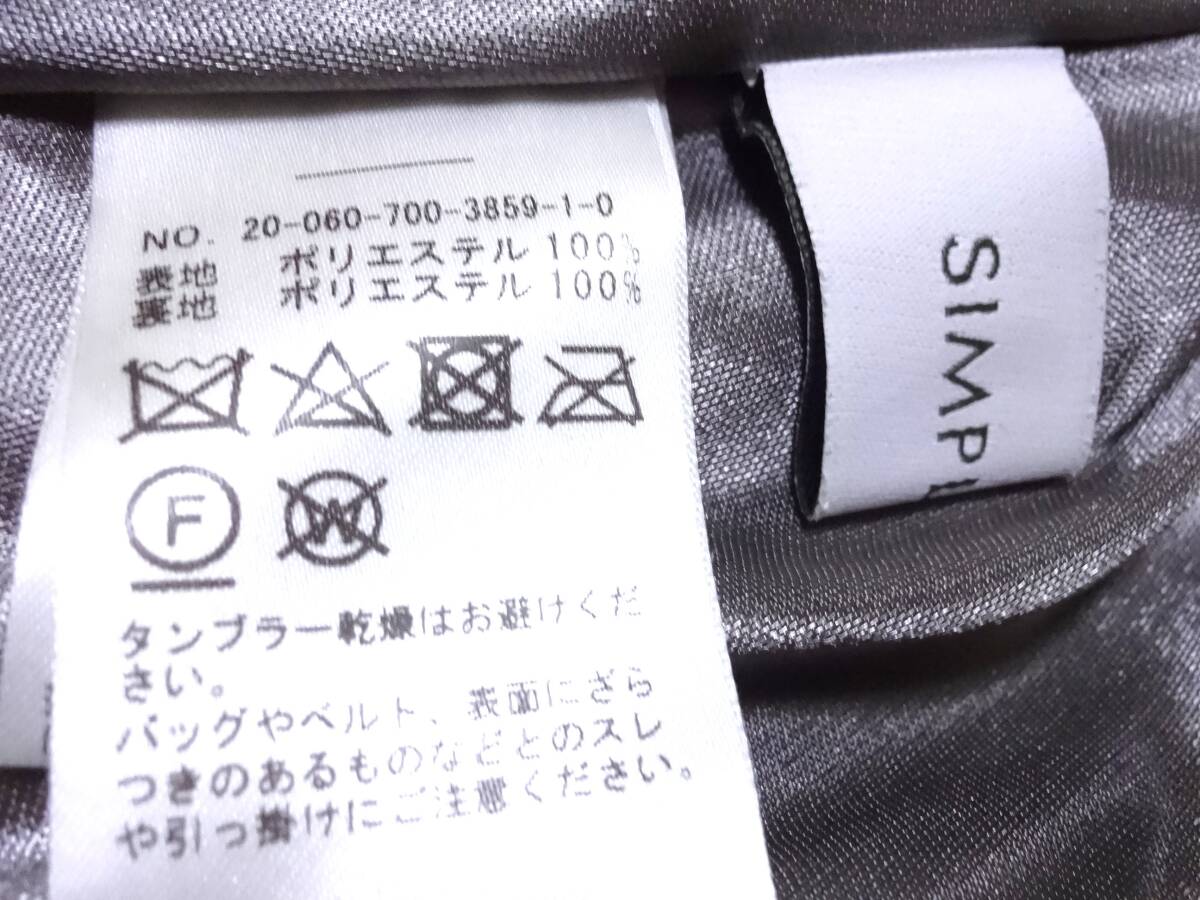 NO. 20-060-700-3859-1-0
表地 ポリエステル 100%
裏地 ポリエステル 100%
F
W
タンブラー乾燥はお避けくだ
さい。
バッグやベルト、表面にざら
つきのあるものなどとのスレ
や引っ掛けにご注意ください。
SIMP